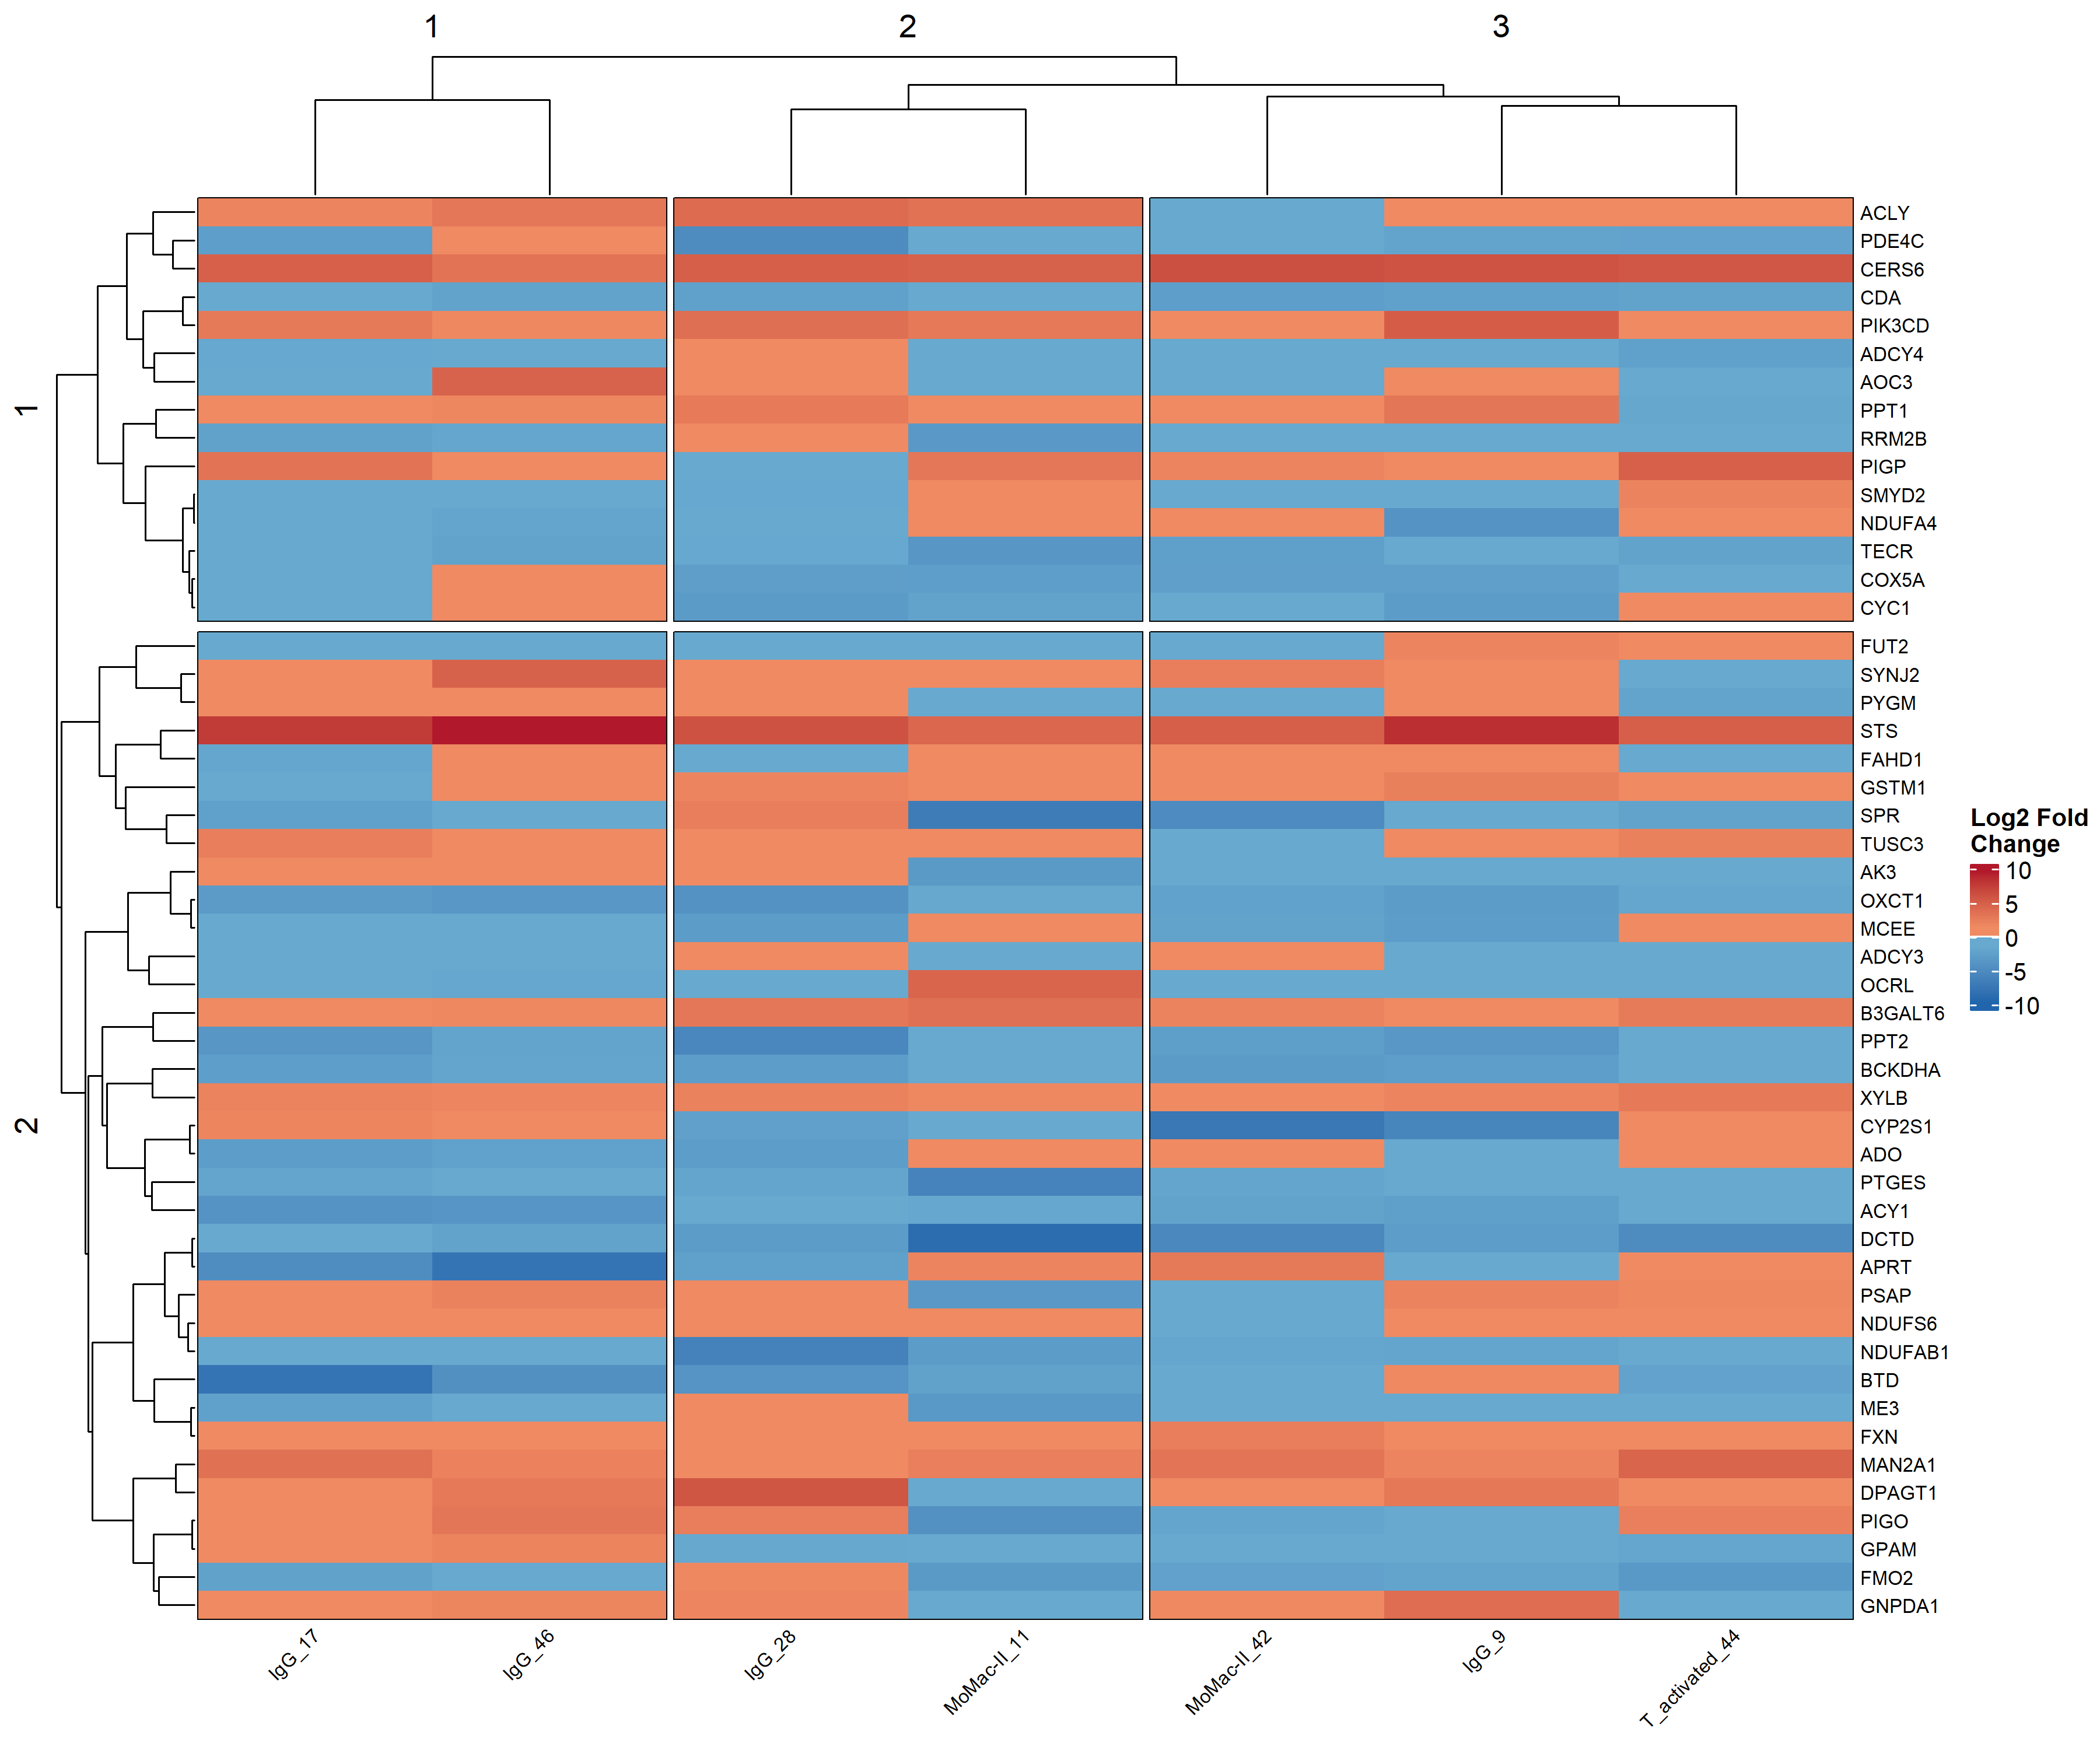 1
2
3
1
2
ACLY
PDE4C
CERS6
CDA
PIK3CD
ADCY4
AOC3
PPT1
RRM2B
PIGP
SMYD2
NDUFA4
TECR
COX5A
CYC1
FUT2
SYNJ2
PYGM
STS
FAHD1
GSTM1
SPR
TUSC3
AK3
OXCT1
MCEE
ADCY3
OCRL
B3GALT6
PPT2
BCKDHA
XYLB
CYP2S1
ADO
PTGES
ACY1
DCTD
APRT
PSAP
NDUFS6
NDUFAB1
BTD
ME3
FXN
MAN2A1
DPAGT1
PIGO
GPAM
FMO2
GNPDA1
IgG_17
IgG_46
IgG_28
MoMac-II_11
MoMac-II_42
IgG_9
T_activated_44
Log2 Fold
Change
10
5
0
-5
-10